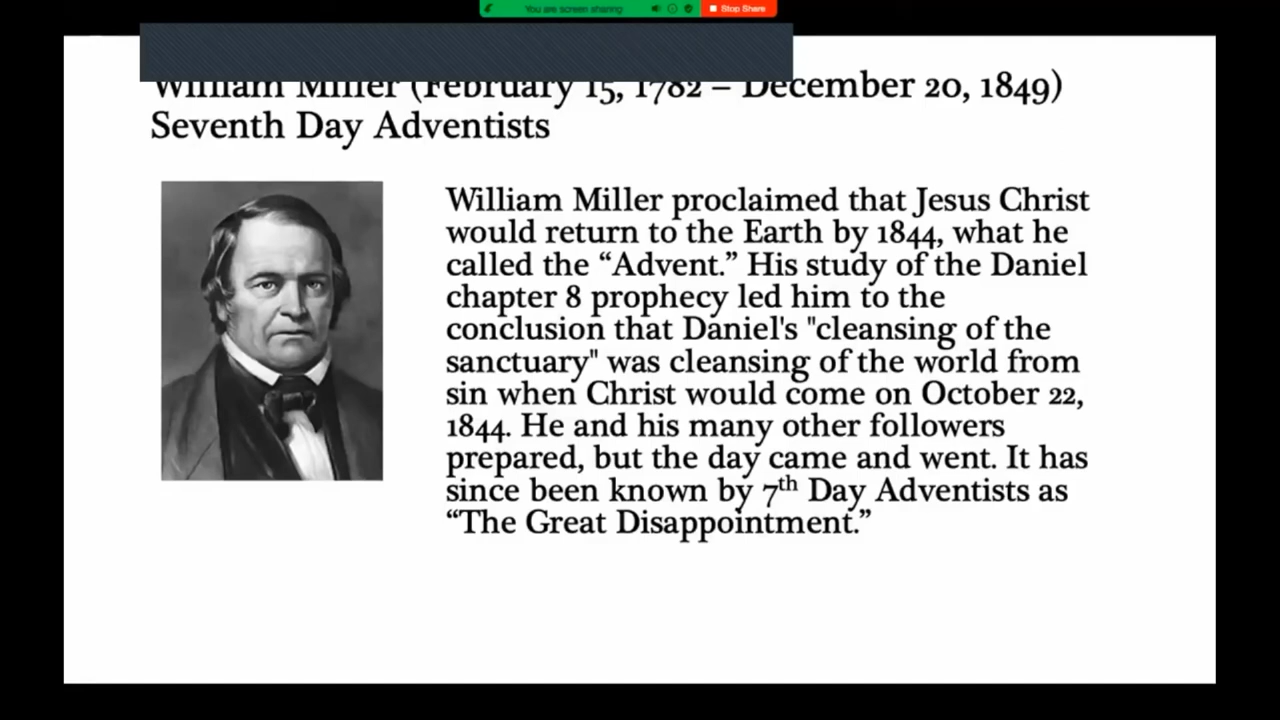 You are screen sharing
Stop Share
William Miller (February 15, 1782 – December 20, 1849)
Seventh Day Adventists
William Miller proclaimed that Jesus Christ
would return to the Earth by 1844, what he
called the “Advent.” His study of the Daniel
chapter 8 prophecy led him to the
conclusion that Daniel's "cleansing of the
sanctuary" was cleansing of the world from
sin when Christ would come on October 22,
1844. He and his many other followers
prepared, but the day came and went. It has
since been known by 7th Day Adventists as
“The Great Disappointment.”